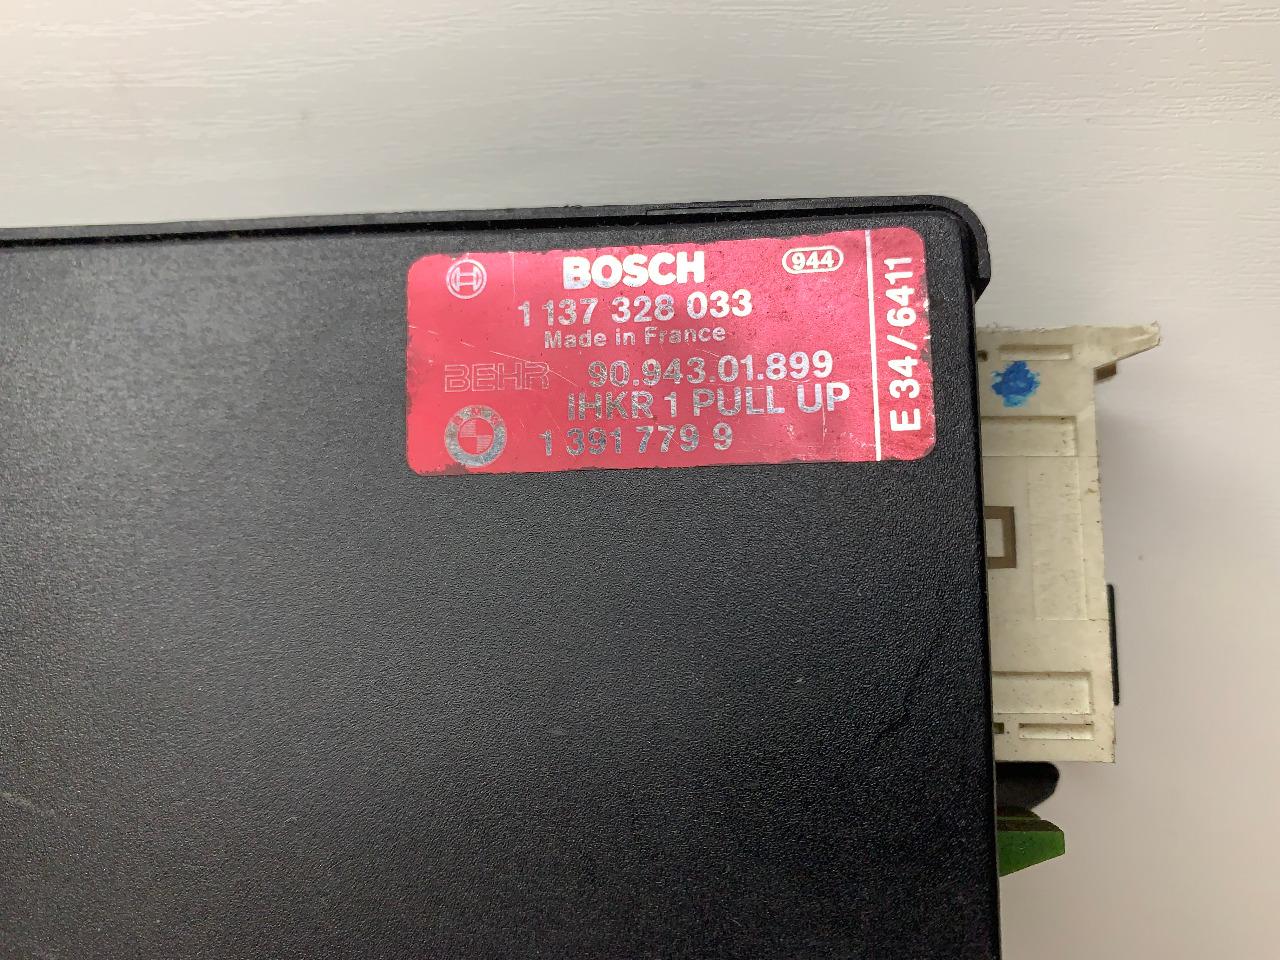 BOSCH 944
1 137 328 033
Made in France
BEHR 90.943.01.899
IHKR 1 PULL UP
1 391 779 9
E 34/6411